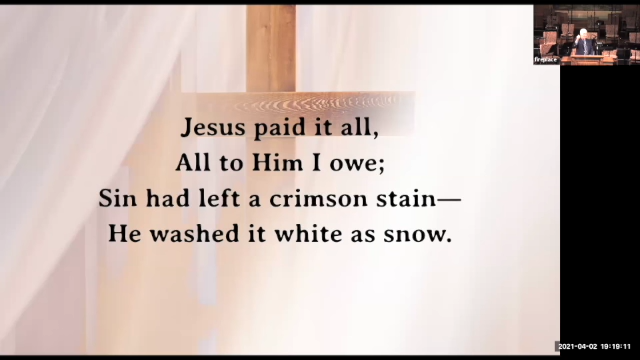 fireplace
Jesus paid it all,
All to Him I owe;
Sin had left a crimson stain—
He washed it white as snow.
2021-04-02 19:19:11